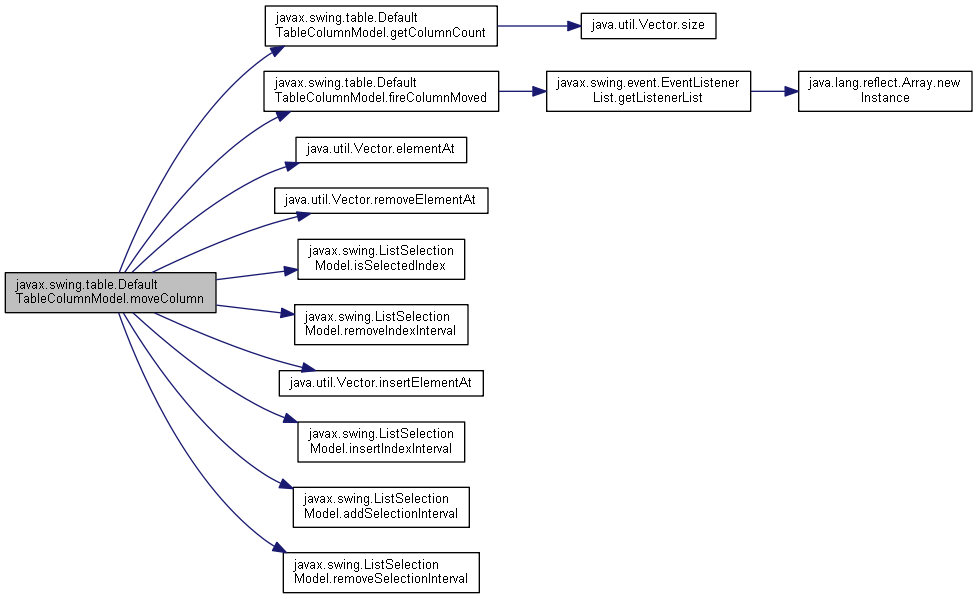 javax.swing.table.Default
TableColumnModel.getColumnCount
java.util.Vector.size
javax.swing.table.Default
TableColumnModel.fireColumnMoved
javax.swing.event.EventListener
List.getListenerList
java.lang.reflect.Array.new
Instance
java.util.Vector.elementAt
java.util.Vector.removeElementAt
javax.swing.ListSelection
Model.isSelectedIndex
javax.swing.table.Default
TableColumnModel.moveColumn
javax.swing.ListSelection
Model.removeIndexInterval
java.util.Vector.insertElementAt
javax.swing.ListSelection
Model.insertIndexInterval
javax.swing.ListSelection
Model.addSelectionInterval
javax.swing.ListSelection
Model.removeSelectionInterval